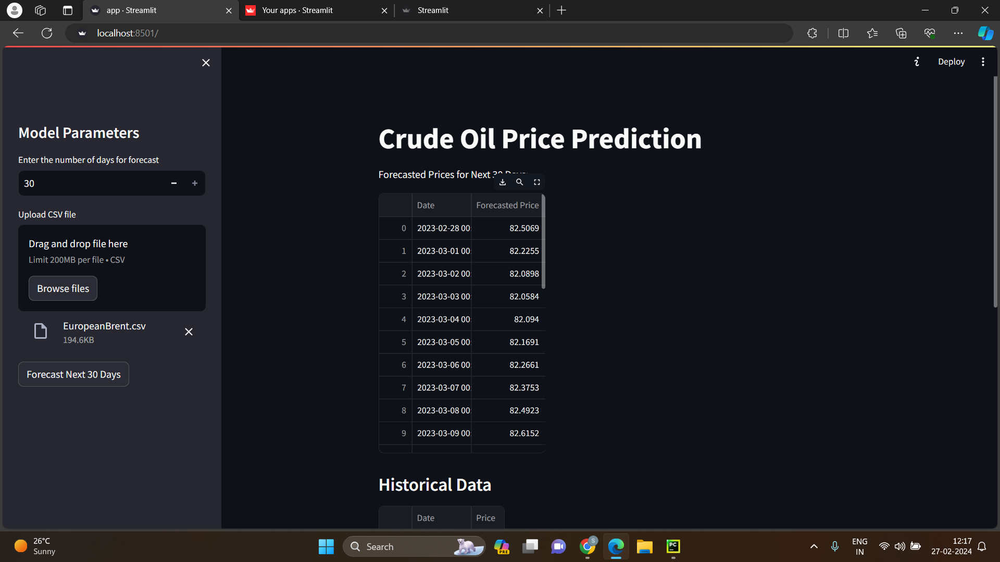 app · Streamlit
Your apps · Streamlit
Streamlit
localhost:8501/
Deploy
Model Parameters
Enter the number of days for forecast
30
Upload CSV file
Drag and drop file here
Limit 200MB per file • CSV
Browse files
EuropeanBrent.csv
194.6KB
Forecast Next 30 Days
Crude Oil Price Prediction
Forecasted Prices for Next 30 Days
Date Forecasted Price
0 2023-02-28 00: 82.5069
1 2023-03-01 00: 82.2255
2 2023-03-02 00: 82.0898
3 2023-03-03 00: 82.0584
4 2023-03-04 00: 82.094
5 2023-03-05 00: 82.1691
6 2023-03-06 00: 82.2661
7 2023-03-07 00: 82.3753
8 2023-03-08 00: 82.4923
9 2023-03-09 00: 82.6152
Historical Data
Date Price
26°C
Sunny
Search
PRE
S
PC
ENG
IN
12:17
27-02-2024